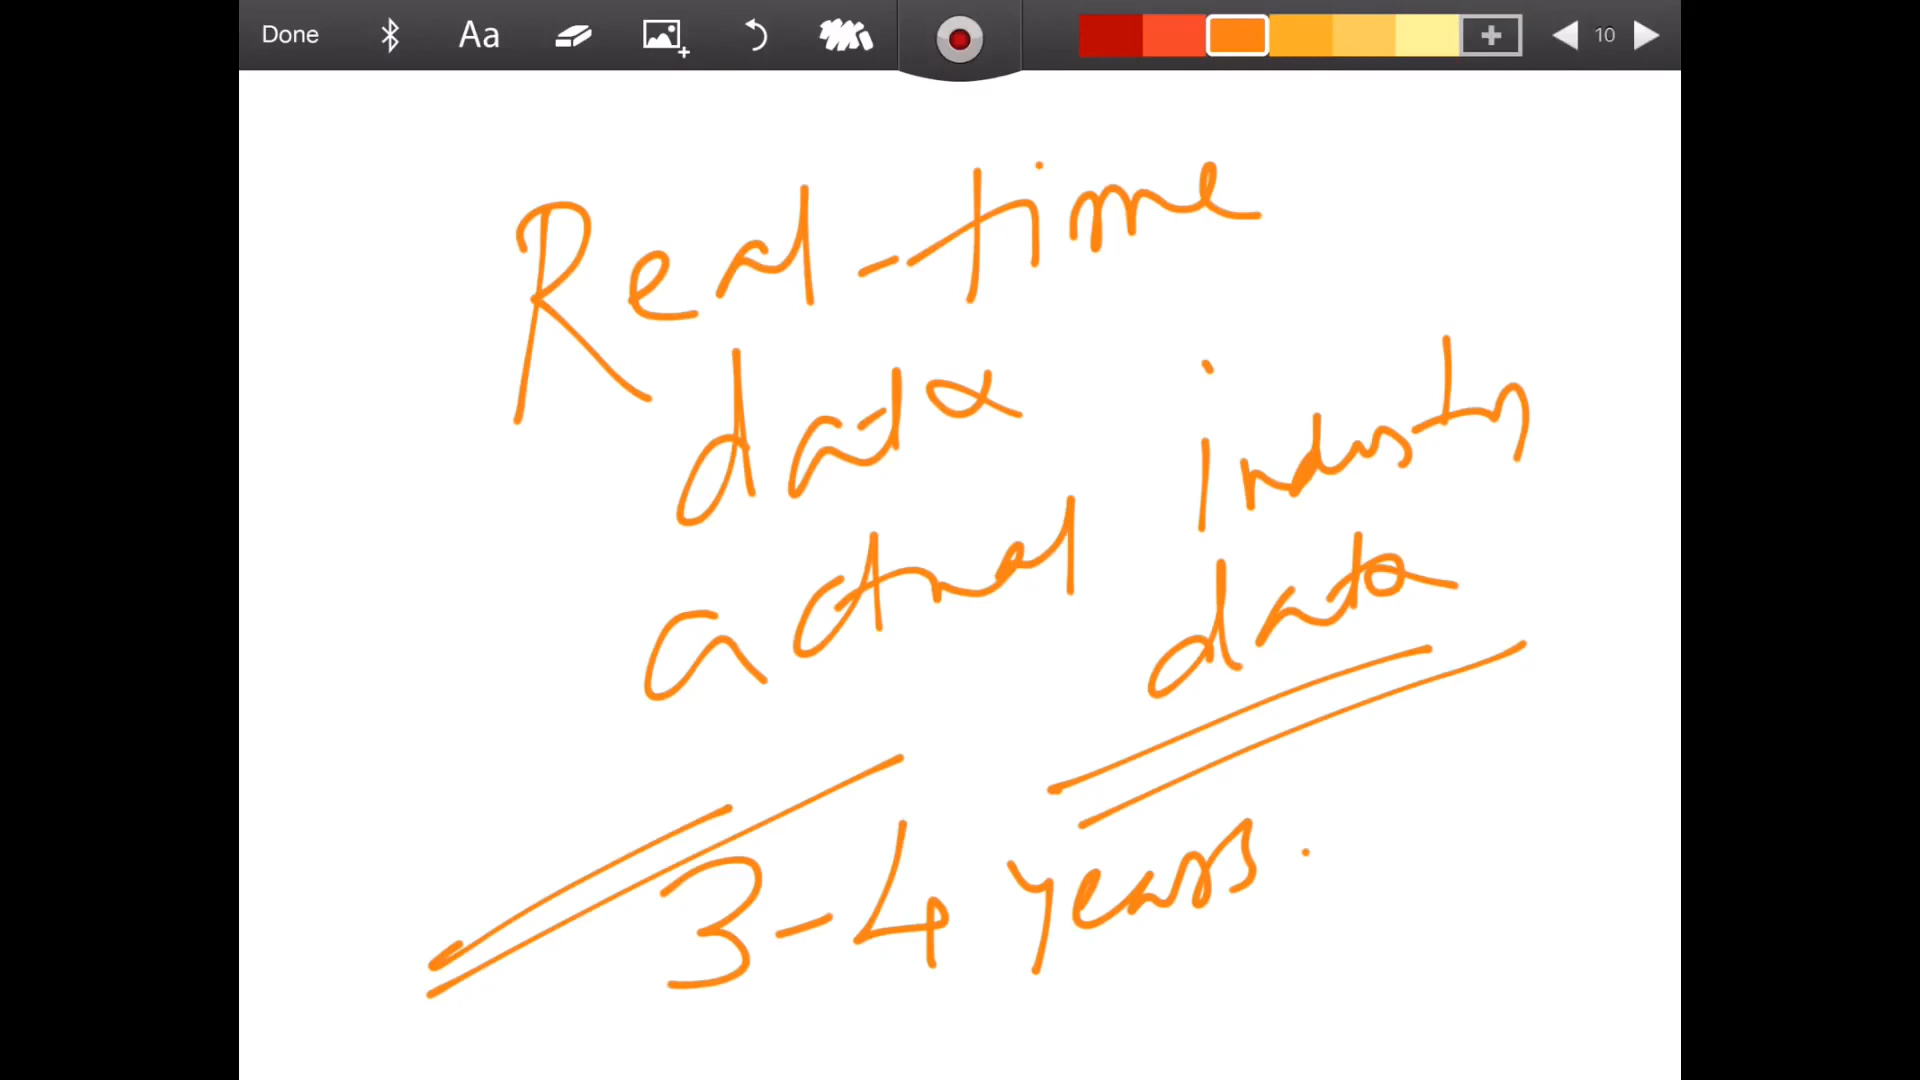 Done Aa 10
Real-time
data
actual industry
data
3-4 years.